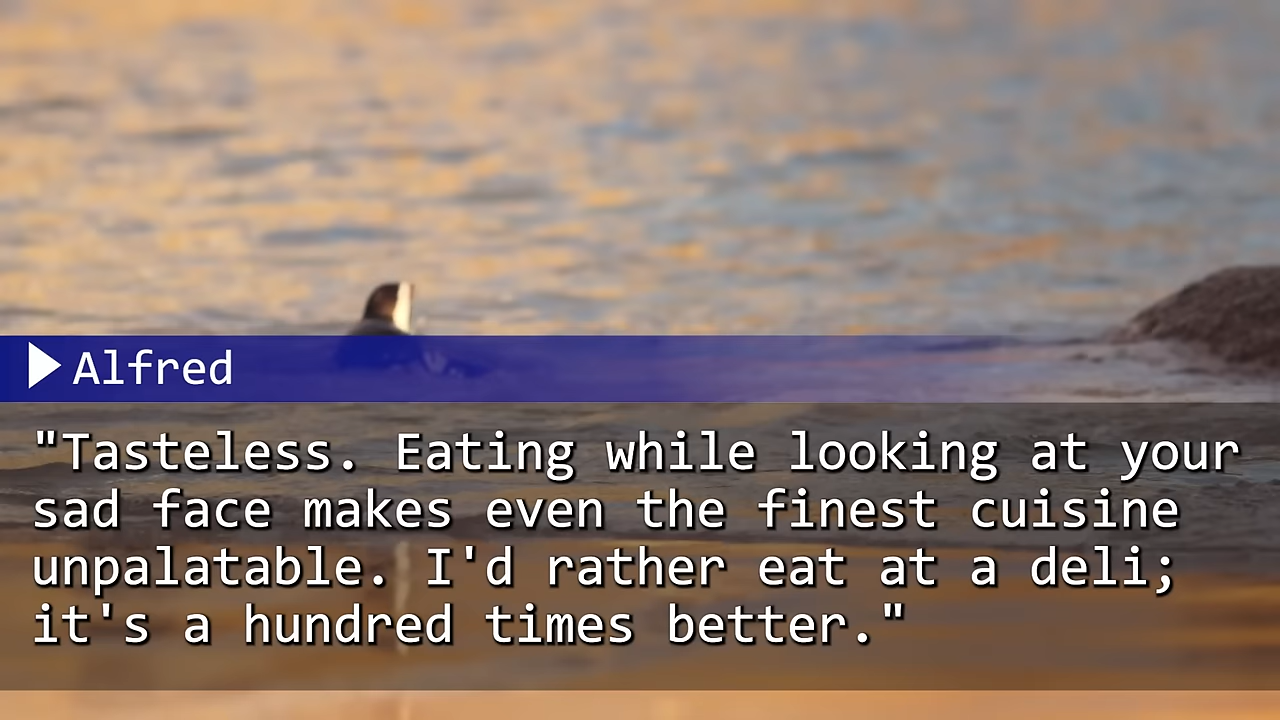 Alfred
"Tasteless. Eating while looking at your
sad face makes even the finest cuisine
unpalatable. I'd rather eat at a deli;
it's a hundred times better."